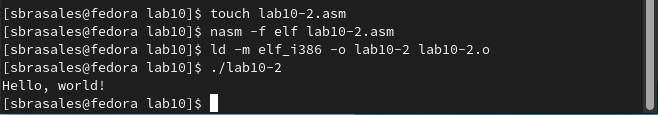 [sbrasales@fedora lab10]$ touch lab10-2.asm
[sbrasales@fedora lab10]$ nasm -f elf lab10-2.asm
[sbrasales@fedora lab10]$ ld -m elf_i386 -o lab10-2 lab10-2.o
[sbrasales@fedora lab10]$ ./lab10-2
Hello, world!
[sbrasales@fedora lab10]$